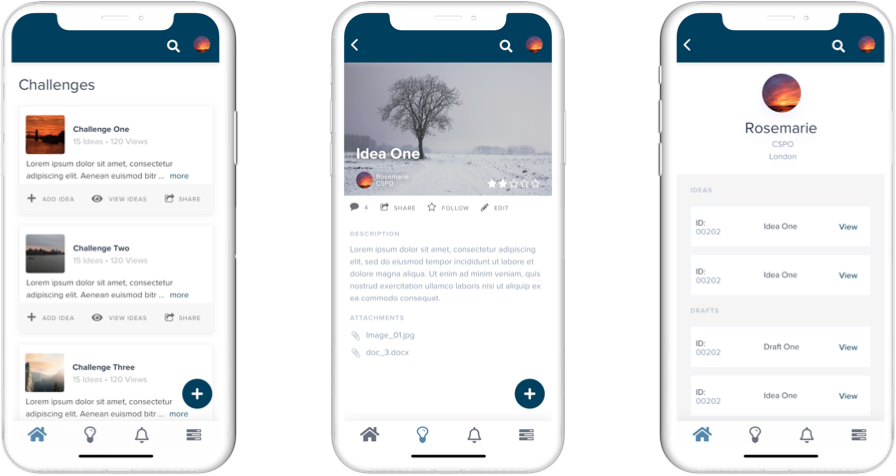 Challenges
Challenge One
15 Ideas • 120 Views
Lorem ipsum dolor sit amet, consectetur
adipiscing elit. Aenean euismod bitr ... more
ADD IDEA VIEW IDEAS SHARE
Challenge Two
15 Ideas • 120 Views
Lorem ipsum dolor sit amet, consectetur
adipiscing elit. Aenean euismod bitr ... more
ADD IDEA VIEW IDEAS SHARE
Challenge Three
15 Ideas • 120 Views
Lorem ipsum dolor sit amet, consectetur
adipiscing elit. Aenean euismod bitr ... more
Idea One
Rosemarie
CSPO
4 SHARE FOLLOW EDIT
DESCRIPTION
Lorem ipsum dolor sit amet, consectetur adipiscing
elit, sed do eiusmod tempor incididunt ut labore et
dolore magna aliqua. Ut enim ad minim veniam, quis
nostrud exercitation ullamco laboris nisi ut aliquip ex
ea commodo consequat.
ATTACHMENTS
Image_01.jpg
doc_3.docx
Rosemarie
CSPO
London
IDEAS
ID:
00202 Idea One View
ID:
00202 Idea One View
DRAFTS
ID:
00202 Draft One View
ID:
00202 Idea One View